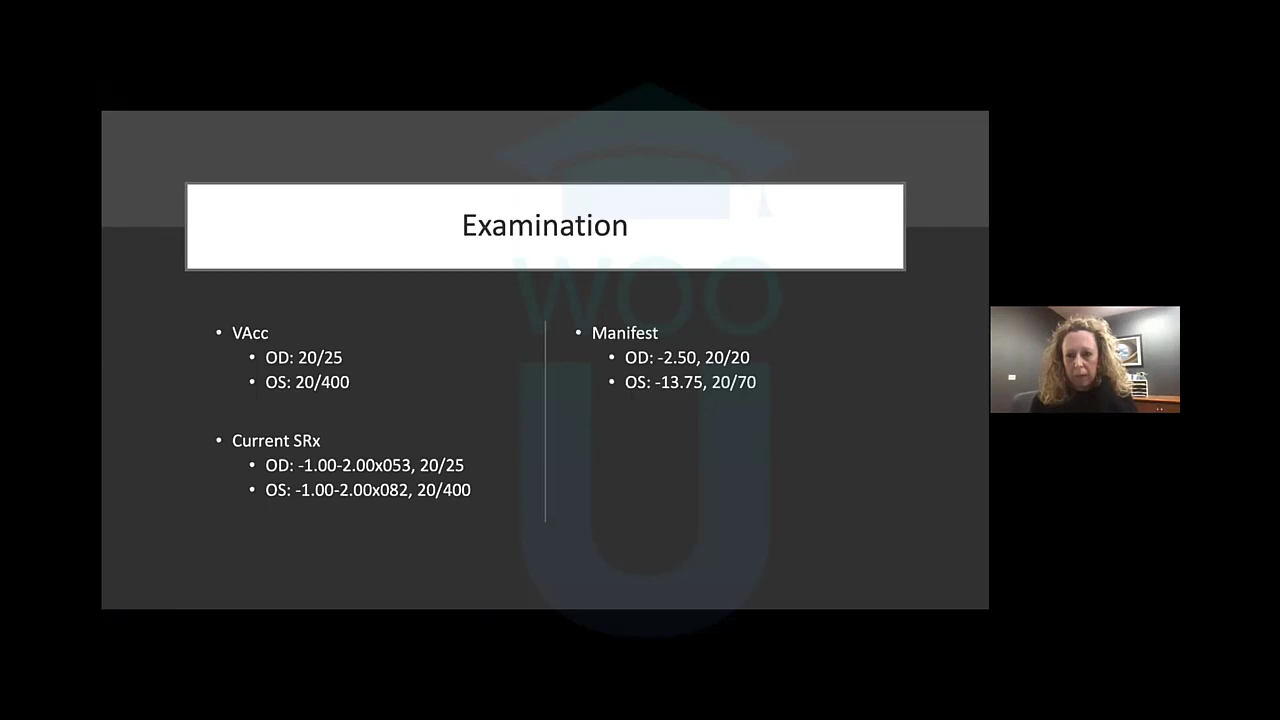 Examination
WOO
U
• VAcc
• OD: 20/25
• OS: 20/400
• Current SRx
• OD: -1.00-2.00x053, 20/25
• OS: -1.00-2.00x082, 20/400
• Manifest
• OD: -2.50, 20/20
• OS: -13.75, 20/70